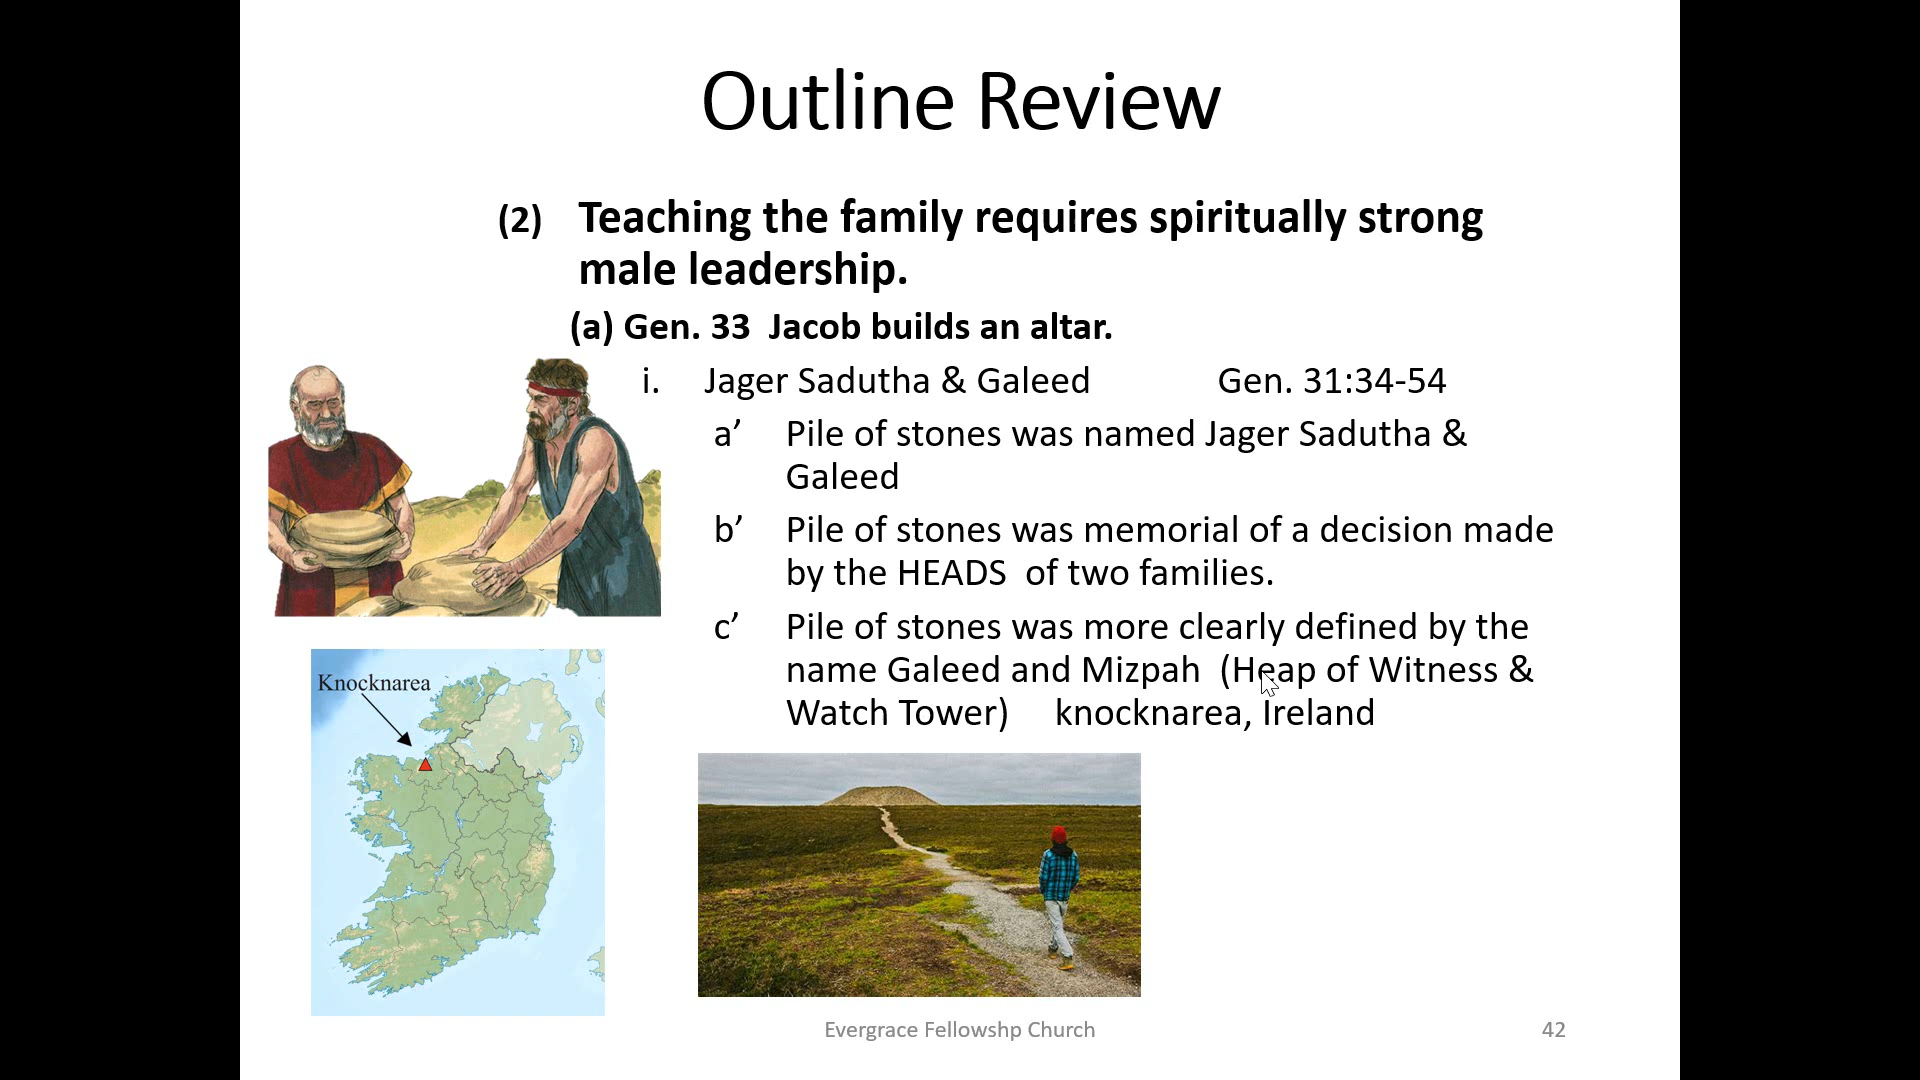 Outline Review
(2) Teaching the family requires spiritually strong
male leadership.
(a) Gen. 33 Jacob builds an altar.
i. Jager Sadutha & Galeed Gen. 31:34-54
a’ Pile of stones was named Jager Sadutha &
Galeed
b’ Pile of stones was memorial of a decision made
by the HEADS of two families.
c’ Pile of stones was more clearly defined by the
name Galeed and Mizpah (Heap of Witness &
Watch Tower) knocknarea, Ireland
Knocknarea
Evergrace Fellowshp Church
42